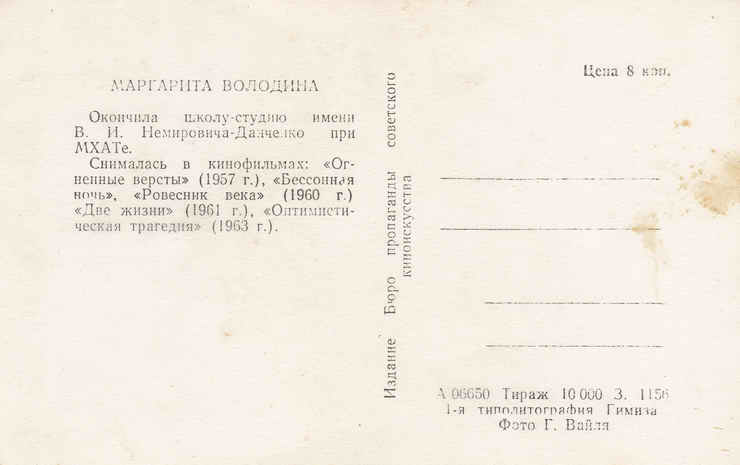 МАРГАРИТА ВОЛОДИНА
Окончила школу-студию имени
В. И. Немировича-Данченко при
МХАТе.
Снималась в кинофильмах: «Ог-
ненные версты» (1957 г.), «Бессонная
ночь», «Ровесник века» (1960 г.)
«Две жизни» (1961 г.), «Оптимисти-
ческая трагедия» (1963 г.).
Издание Бюро пропаганды советского
киноискусства
Цена 8 коп.
А 06650 Тираж 10 000 З. 1156
1-я типолитография Гимиза
Фото Г. Вайля